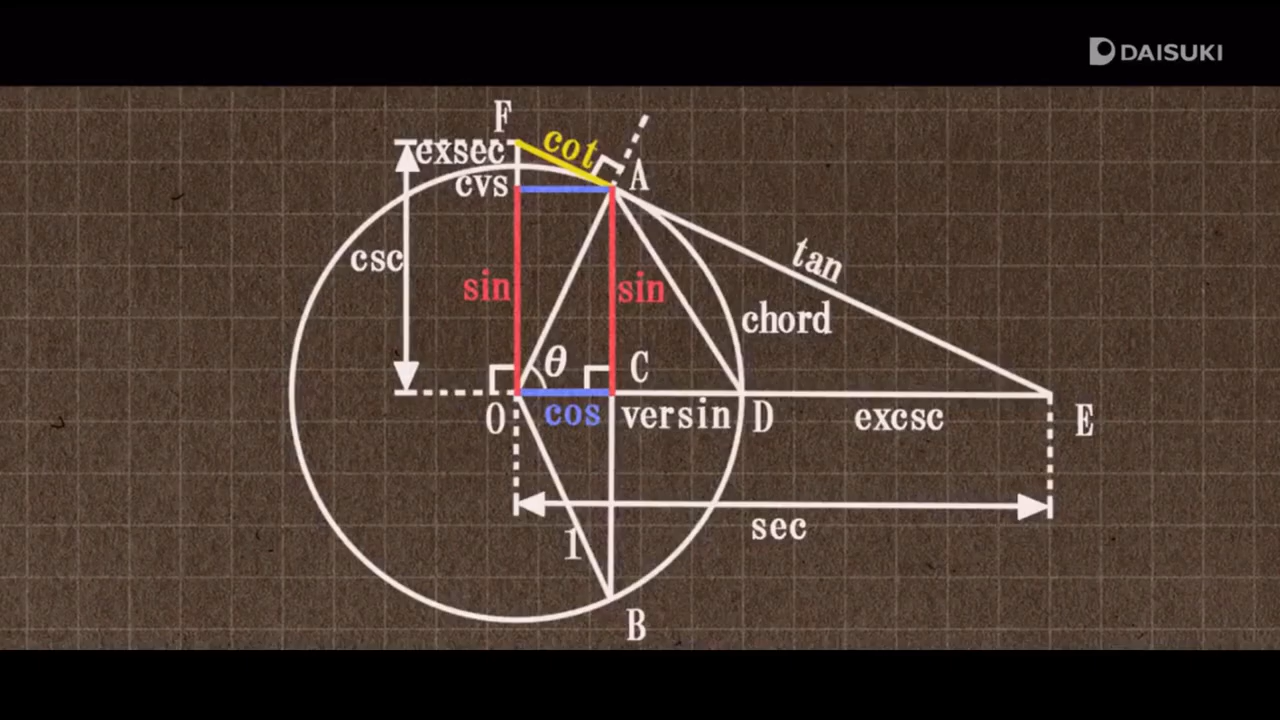 DAISUKI
F
cot
exsec
A
cvs
csc
tan
sin
sin
chord
θ
C
O
cos
versin
D
excsc
E
sec
1
B